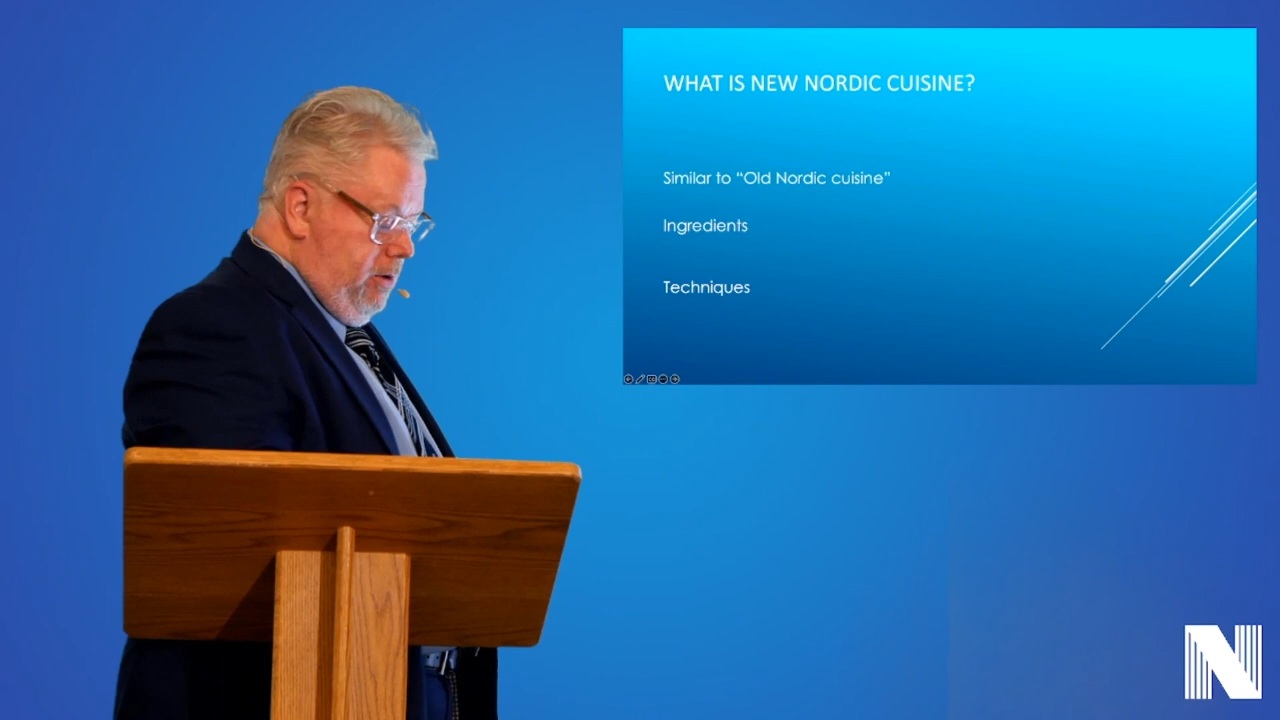 WHAT IS NEW NORDIC CUISINE?
Similar to “Old Nordic cuisine”
Ingredients
Techniques
N